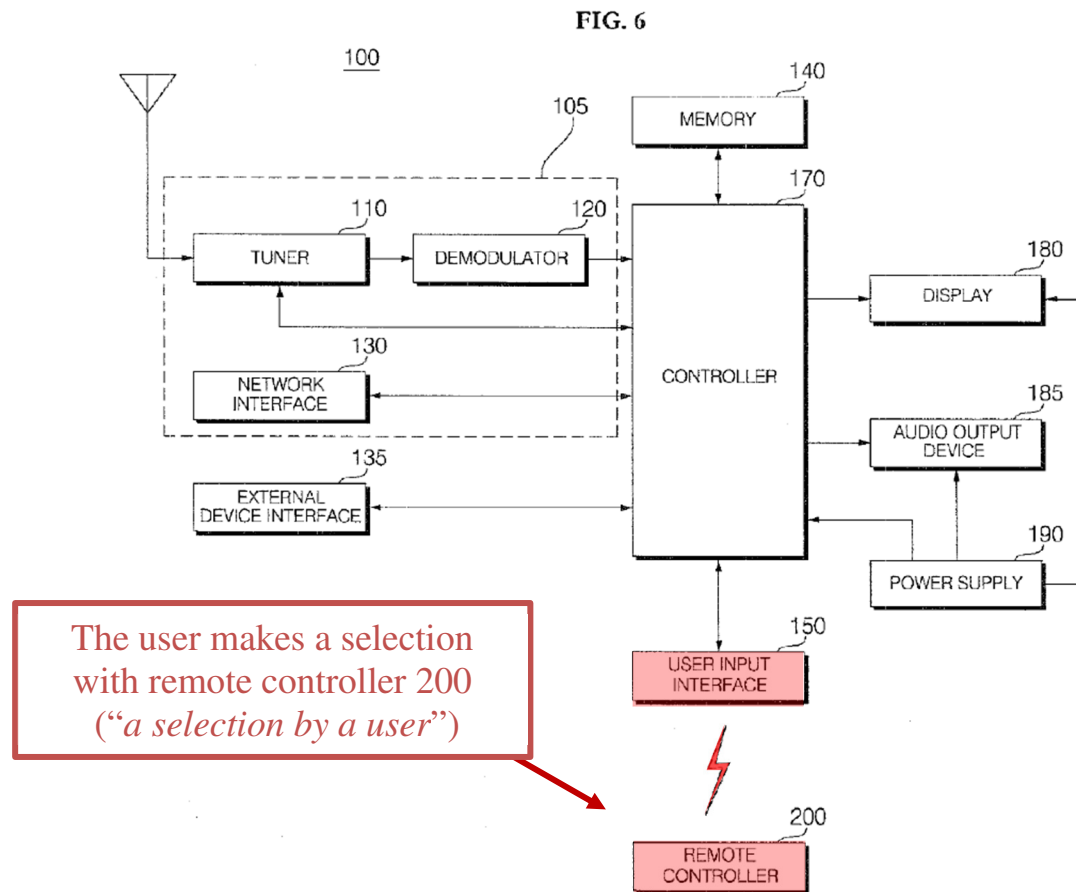 FIG. 6
100
140
MEMORY
105
170
110
120
TUNER
DEMODULATOR
180
DISPLAY
130
NETWORK
INTERFACE
CONTROLLER
185
AUDIO OUTPUT
DEVICE
135
EXTERNAL
DEVICE INTERFACE
190
POWER SUPPLY
The user makes a selection
with remote controller 200
(“a selection by a user”)
150
USER INPUT
INTERFACE
200
REMOTE
CONTROLLER